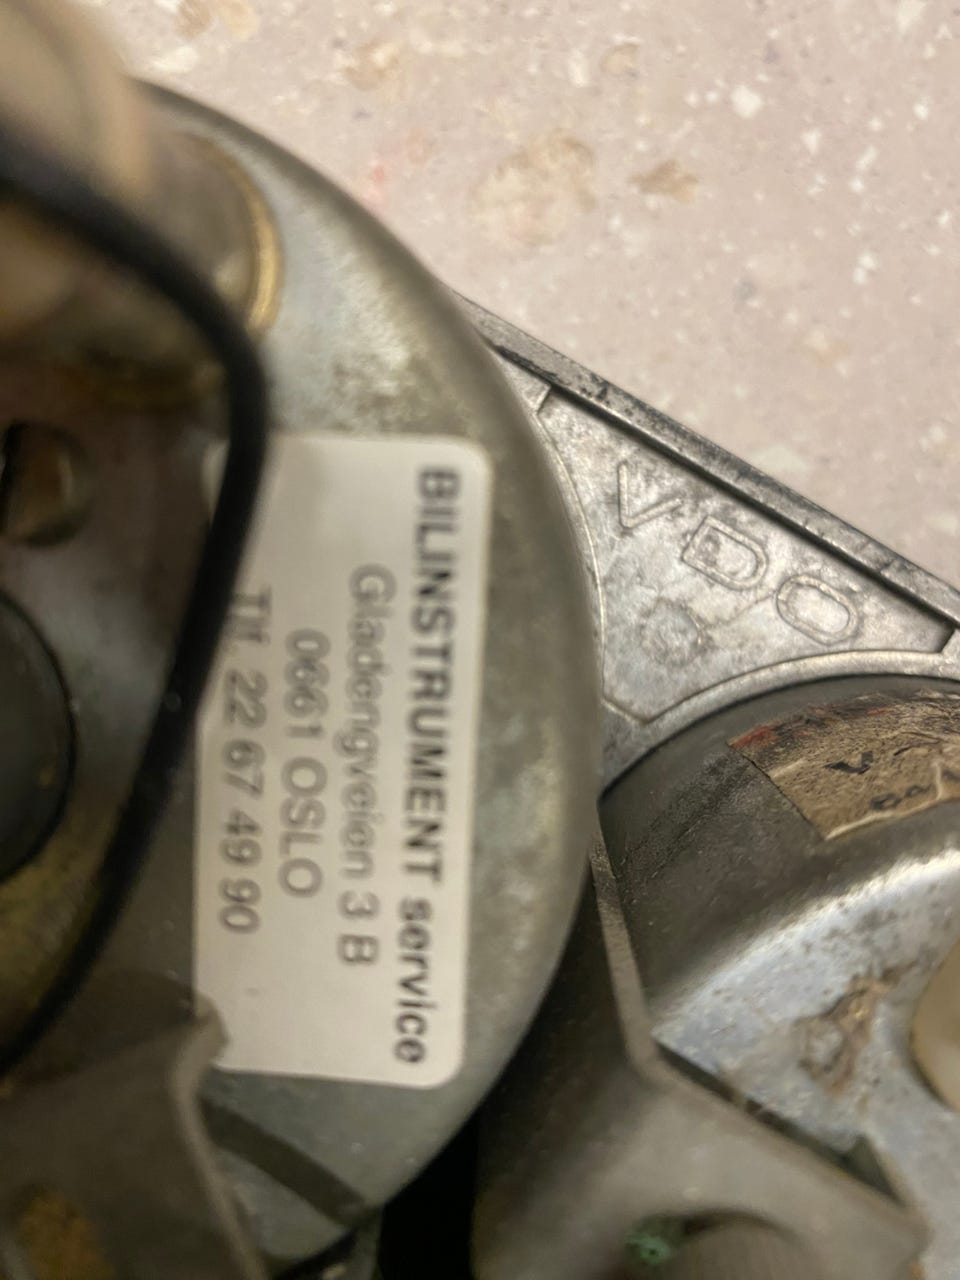 BILINSTRUMENT service
Gladengveien 3 B
0661 OSLO
Tlf. 22 67 49 90
VDO